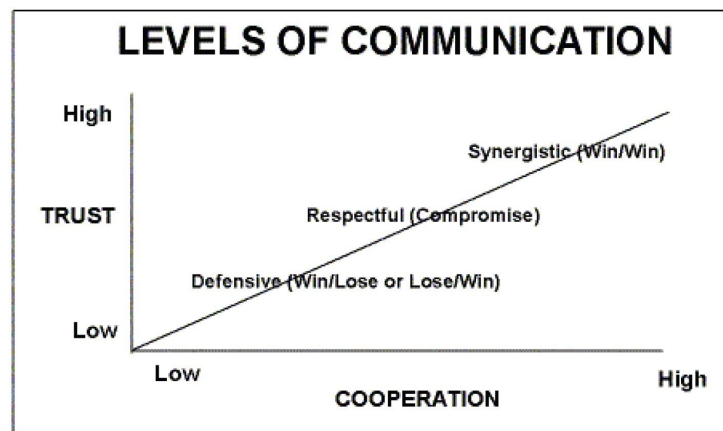 LEVELS OF COMMUNICATION
High
Synergistic (Win/Win)
TRUST
Respectful (Compromise)
Defensive (Win/Lose or Lose/Win)
Low
Low
High
COOPERATION